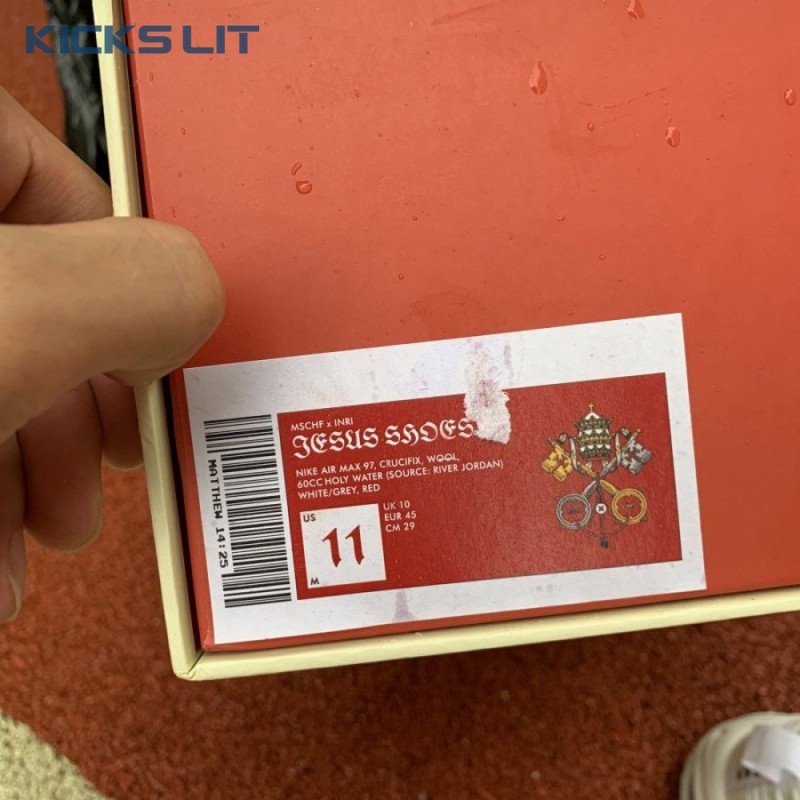 KICKS LIT
MSCHF x INRI
JESUS SHOES
NIKE AIR MAX 97, CRUCIFIX, WOOL,
60CC HOLY WATER (SOURCE: RIVER JORDAN)
WHITE/GREY, RED
US
11
M
UK 10
EUR 45
CM 29
MATTHEW 14:25